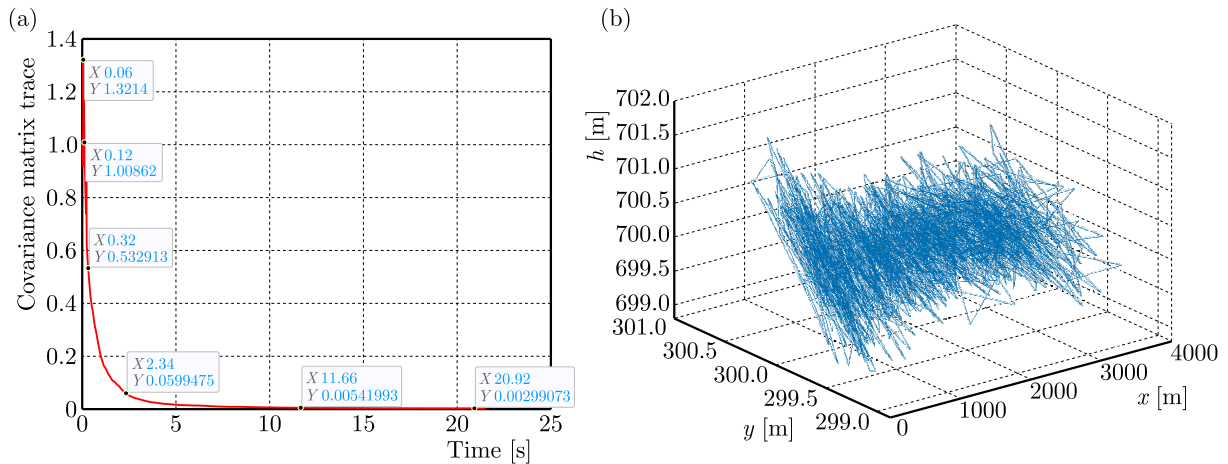 (a)
Covariance matrix trace
1.4
1.2
1.0
0.8
0.6
0.4
0.2
0
X 0.06
Y 1.3214
X 0.12
Y 1.00862
X 0.32
Y 0.532913
X 2.34
Y 0.0599475
X 11.66
Y 0.00541993
X 20.92
Y 0.00299073
0 5 10 15 20 25
Time [s]
(b)
h [m]
702.0
701.5
701.0
700.5
700.0
699.5
699.0
301.0
300.5
300.0
299.5
299.0
y [m]
0
1000
2000
3000
4000
x [m]